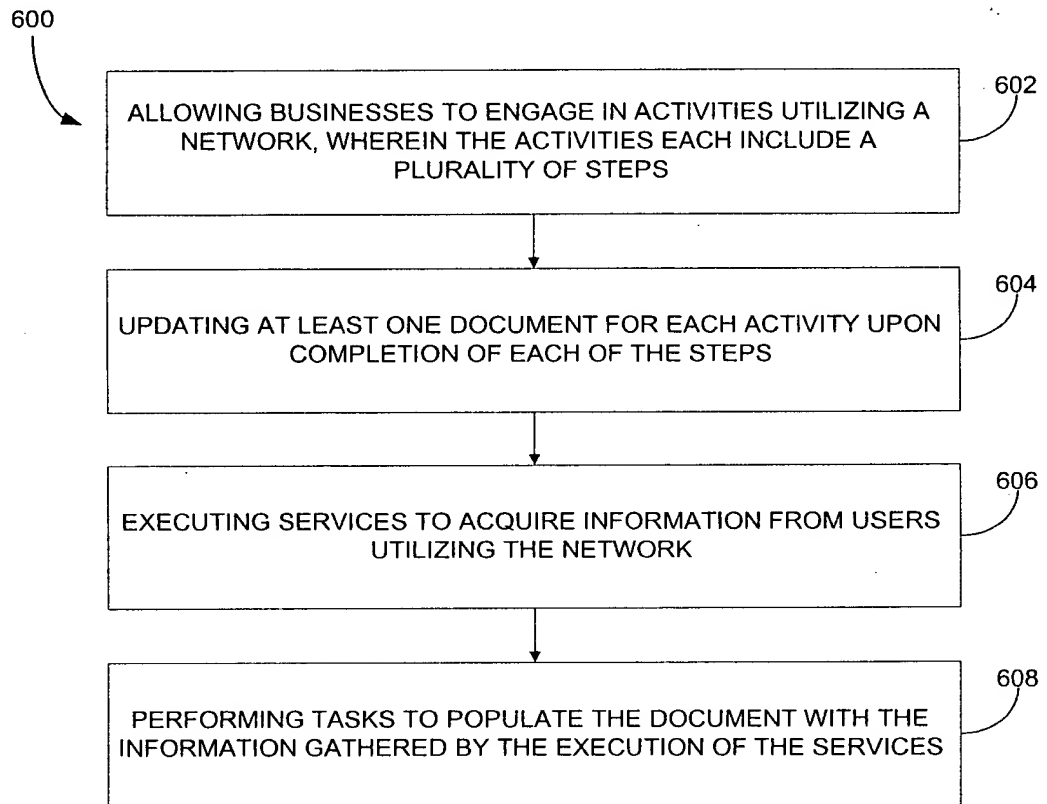 600
602
ALLOWING BUSINESSES TO ENGAGE IN ACTIVITIES UTILIZING A
NETWORK, WHEREIN THE ACTIVITIES EACH INCLUDE A
PLURALITY OF STEPS
604
UPDATING AT LEAST ONE DOCUMENT FOR EACH ACTIVITY UPON
COMPLETION OF EACH OF THE STEPS
606
EXECUTING SERVICES TO ACQUIRE INFORMATION FROM USERS
UTILIZING THE NETWORK
608
PERFORMING TASKS TO POPULATE THE DOCUMENT WITH THE
INFORMATION GATHERED BY THE EXECUTION OF THE SERVICES